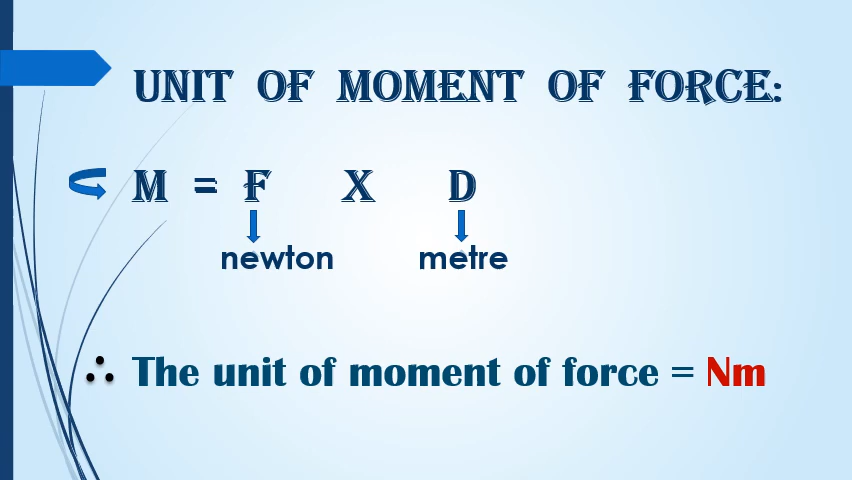 UNIT OF MOMENT OF FORCE:
M = F X D
newton metre
∴ The unit of moment of force = Nm